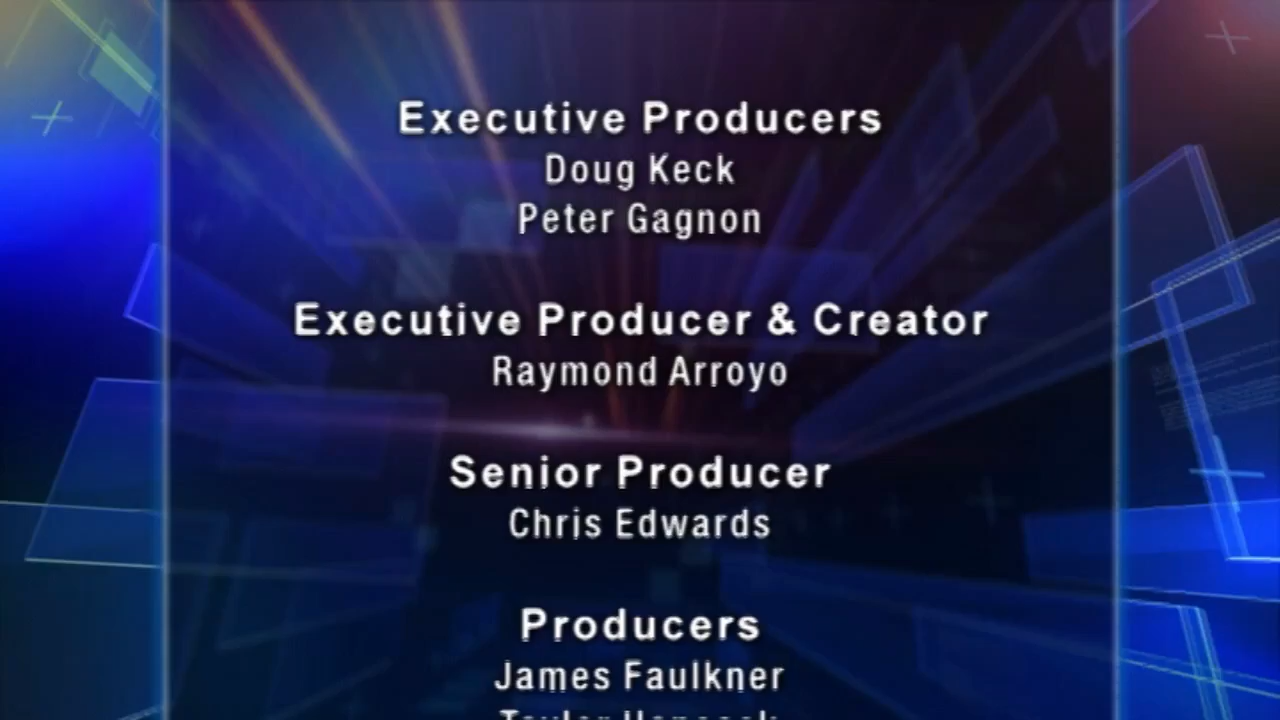 Executive Producers
Doug Keck
Peter Gagnon
Executive Producer & Creator
Raymond Arroyo
Senior Producer
Chris Edwards
Producers
James Faulkner